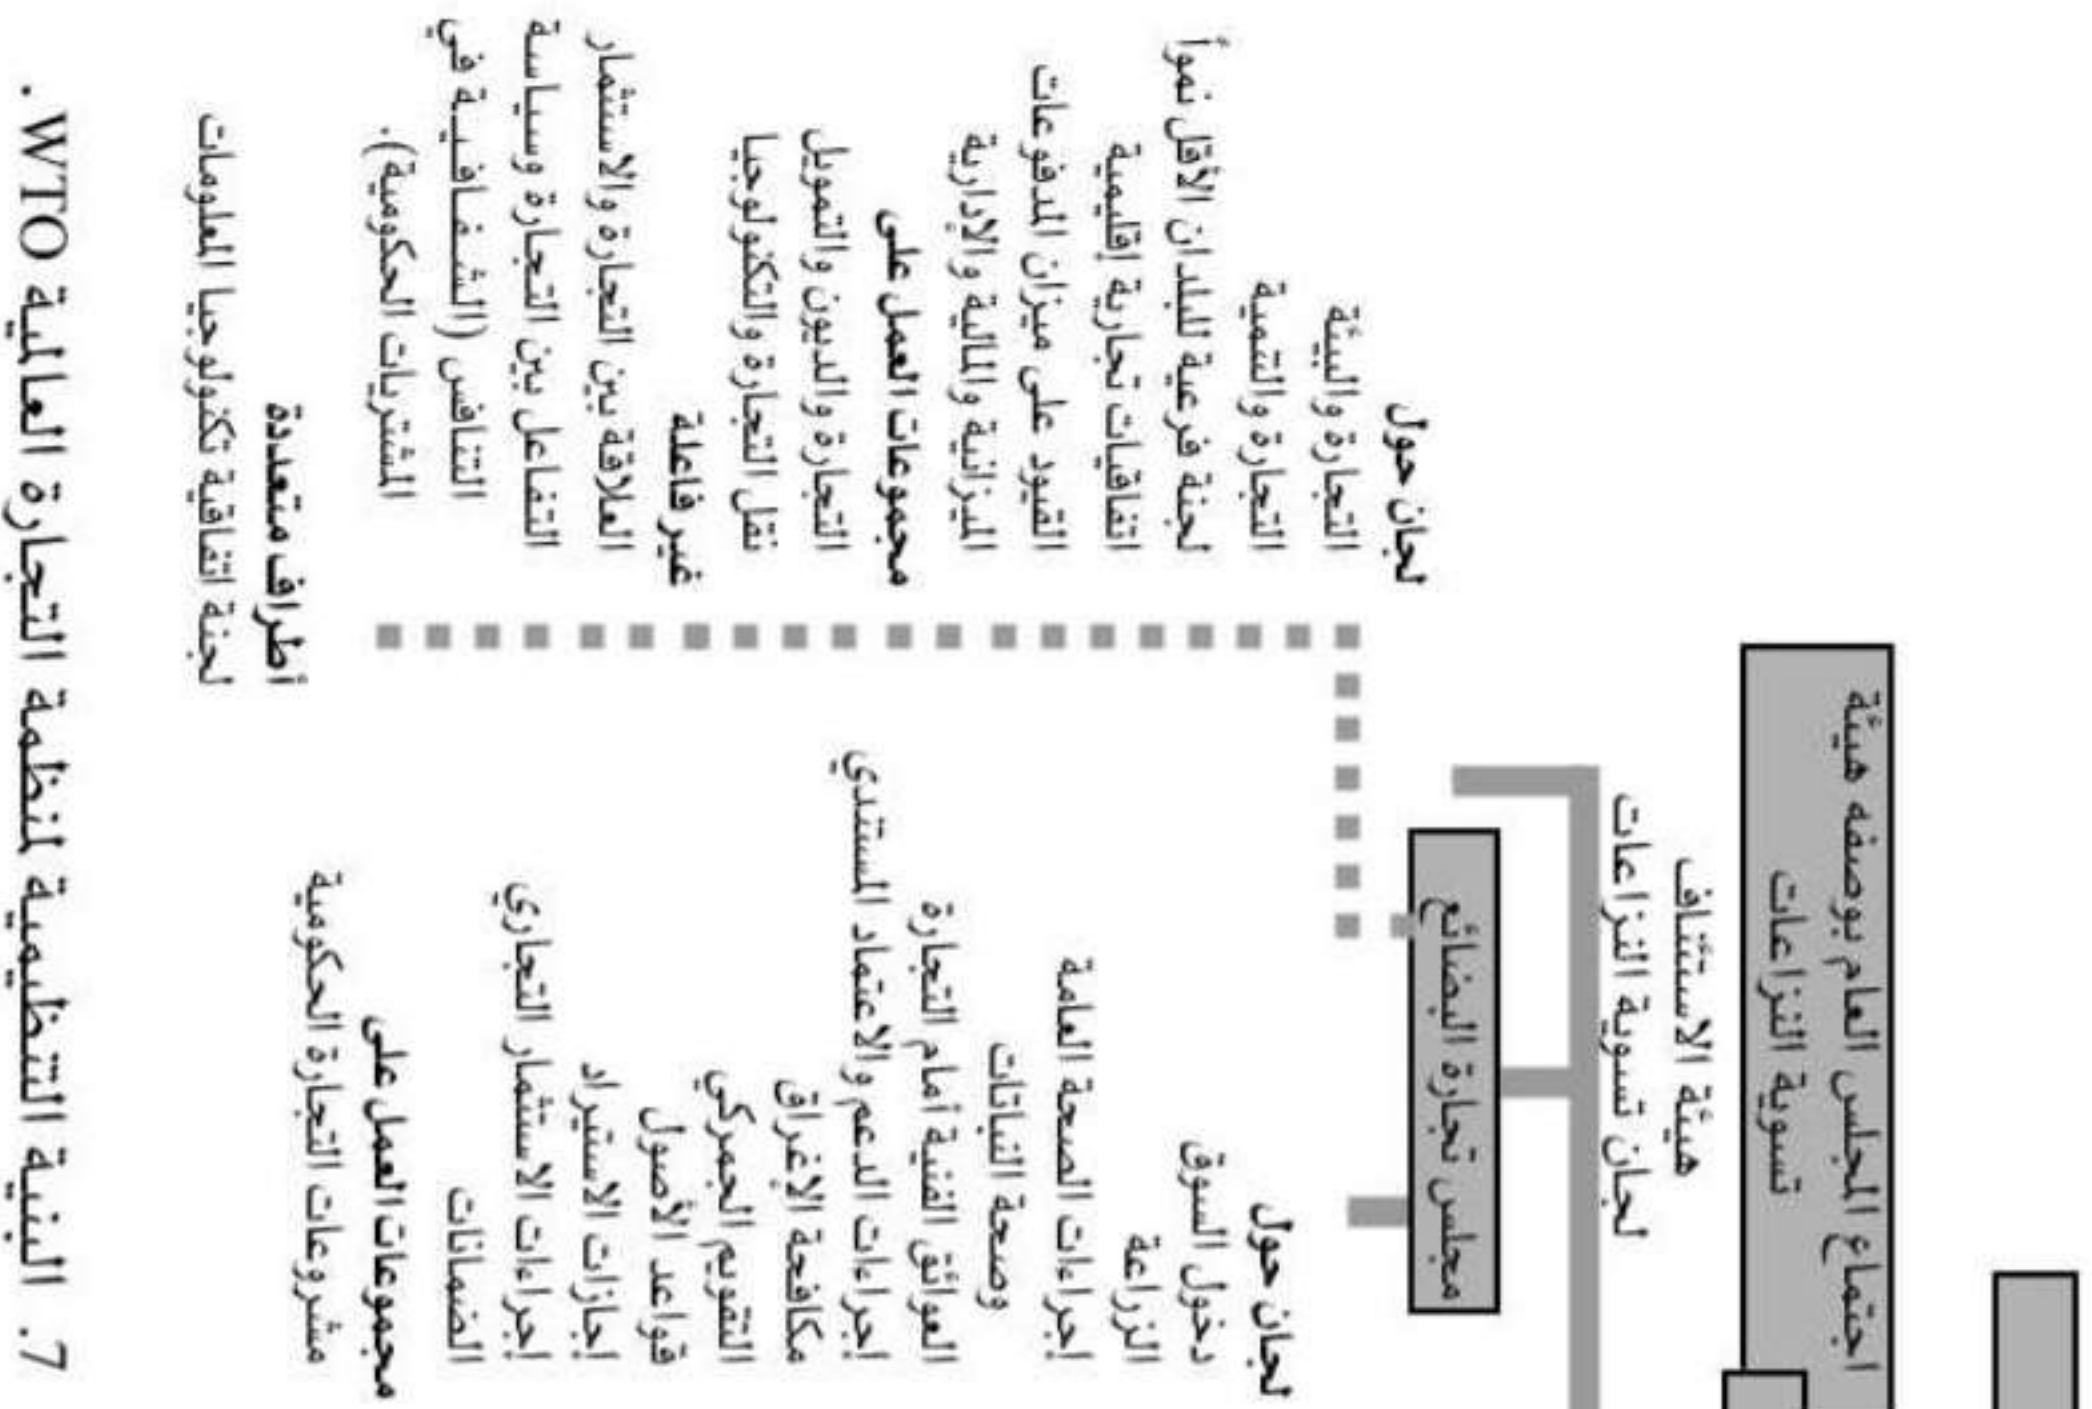 اجتماع المجلس العام بوصفه هيئة
تسوية النزاعات
هيئة الاستئناف
لجان تسوية النزاعات
مجلس تجارة البضائع
لجان حول
التجارة والبيئة
التجارة والتنمية
لجنة فرعية للبلدان الأقل نمواً
اتفاقيات تجارية إقليمية
القيود على ميزان المدفوعات
الميزانية والمالية والإدارية
مجموعات العمل على
التجارة والديون والتمويل
نقل التجارة والتكنولوجيا
غير فاعلة
العلاقة بين التجارة والاستثمار
التفاعل بين التجارة وسياسة
التنافس (الشفافية في
المشتريات الحكومية).
أطراف متعددة
لجنة اتفاقية تكنولوجيا المعلومات
لجان حول
دخول السوق
الزراعة
إجراءات الصحة العامة
وصحة النباتات
العوائق الفنية أمام التجارة
إجراءات الدعم والاعتماد المستندي
مكافحة الإغراق
التقويم الجمركي
قواعد الأصول
إجازات الاستيراد
إجراءات الاستثمار التجاري
الضمانات
مجموعات العمل على
مشروعات التجارة الحكومية
7. البنية التنظيمية لمنظمة التجارة العالمية WTO.